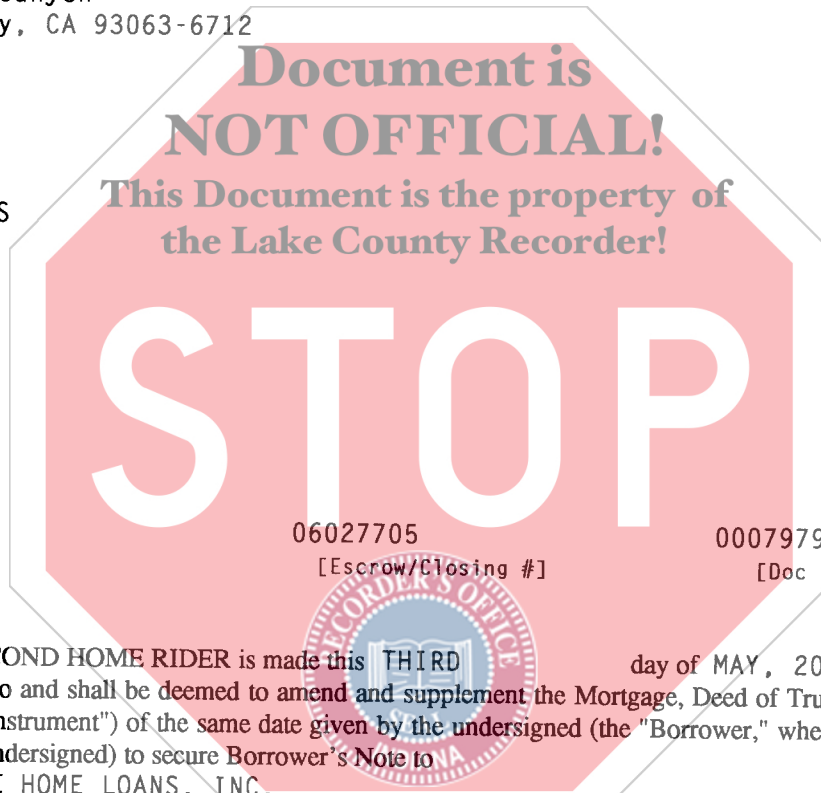 y, CA 93063-6712
Document is
NOT OFFICIAL!
This Document is the property of
the Lake County Recorder!
S
STOP
06027705 0007979
[Escrow/Closing #] [Doc
RECORDER'S OFFICE
OND HOME RIDER is made this THIRD day of MAY, 20
o and shall be deemed to amend and supplement the Mortgage, Deed of Tru
nstrument") of the same date given by the undersigned (the "Borrower," whe
ndersigned) to secure Borrower's Note to
INDIANA
HOME LOANS, INC.